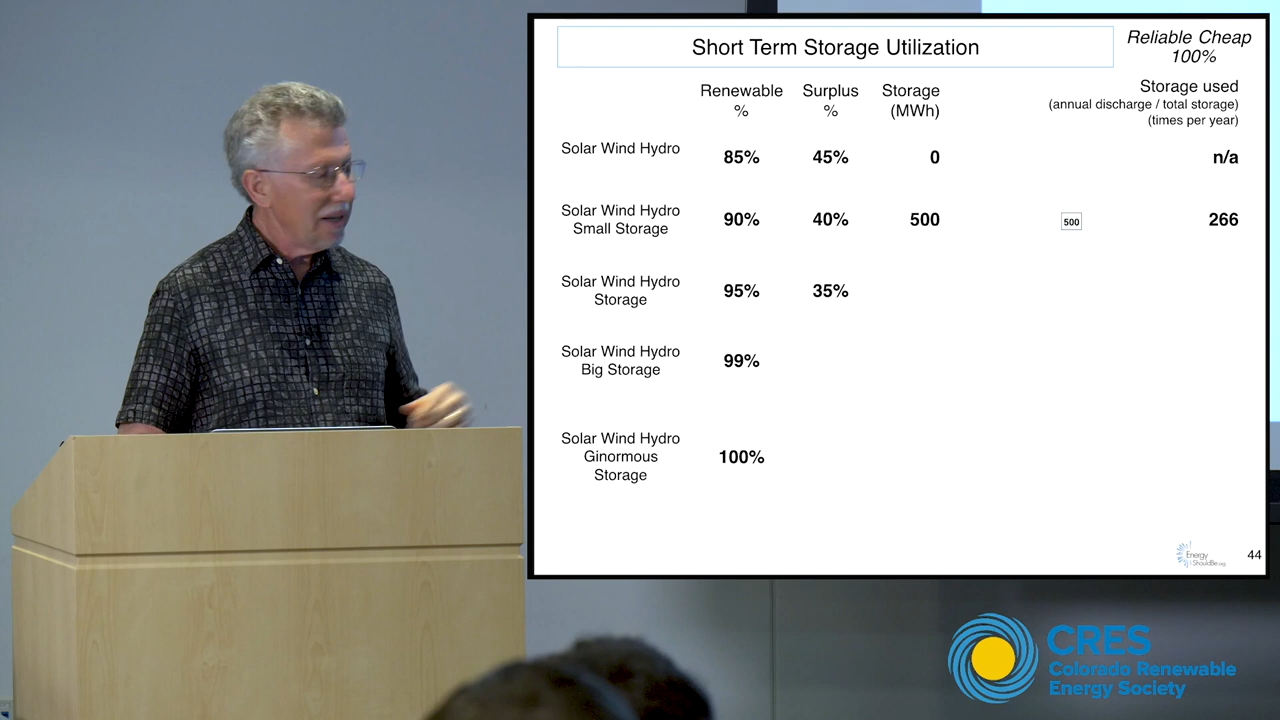 Short Term Storage Utilization
Reliable Cheap
100%
Renewable
%
Surplus
%
Storage
(MWh)
Storage used
(annual discharge / total storage)
(times per year)
Solar Wind Hydro
85%
45%
0
n/a
Solar Wind Hydro
Small Storage
90%
40%
500
500
266
Solar Wind Hydro
Storage
95%
35%
Solar Wind Hydro
Big Storage
99%
Solar Wind Hydro
Ginormous
Storage
100%
Energy
ShouldBe.org
44
CRES
Colorado Renewable
Energy Society